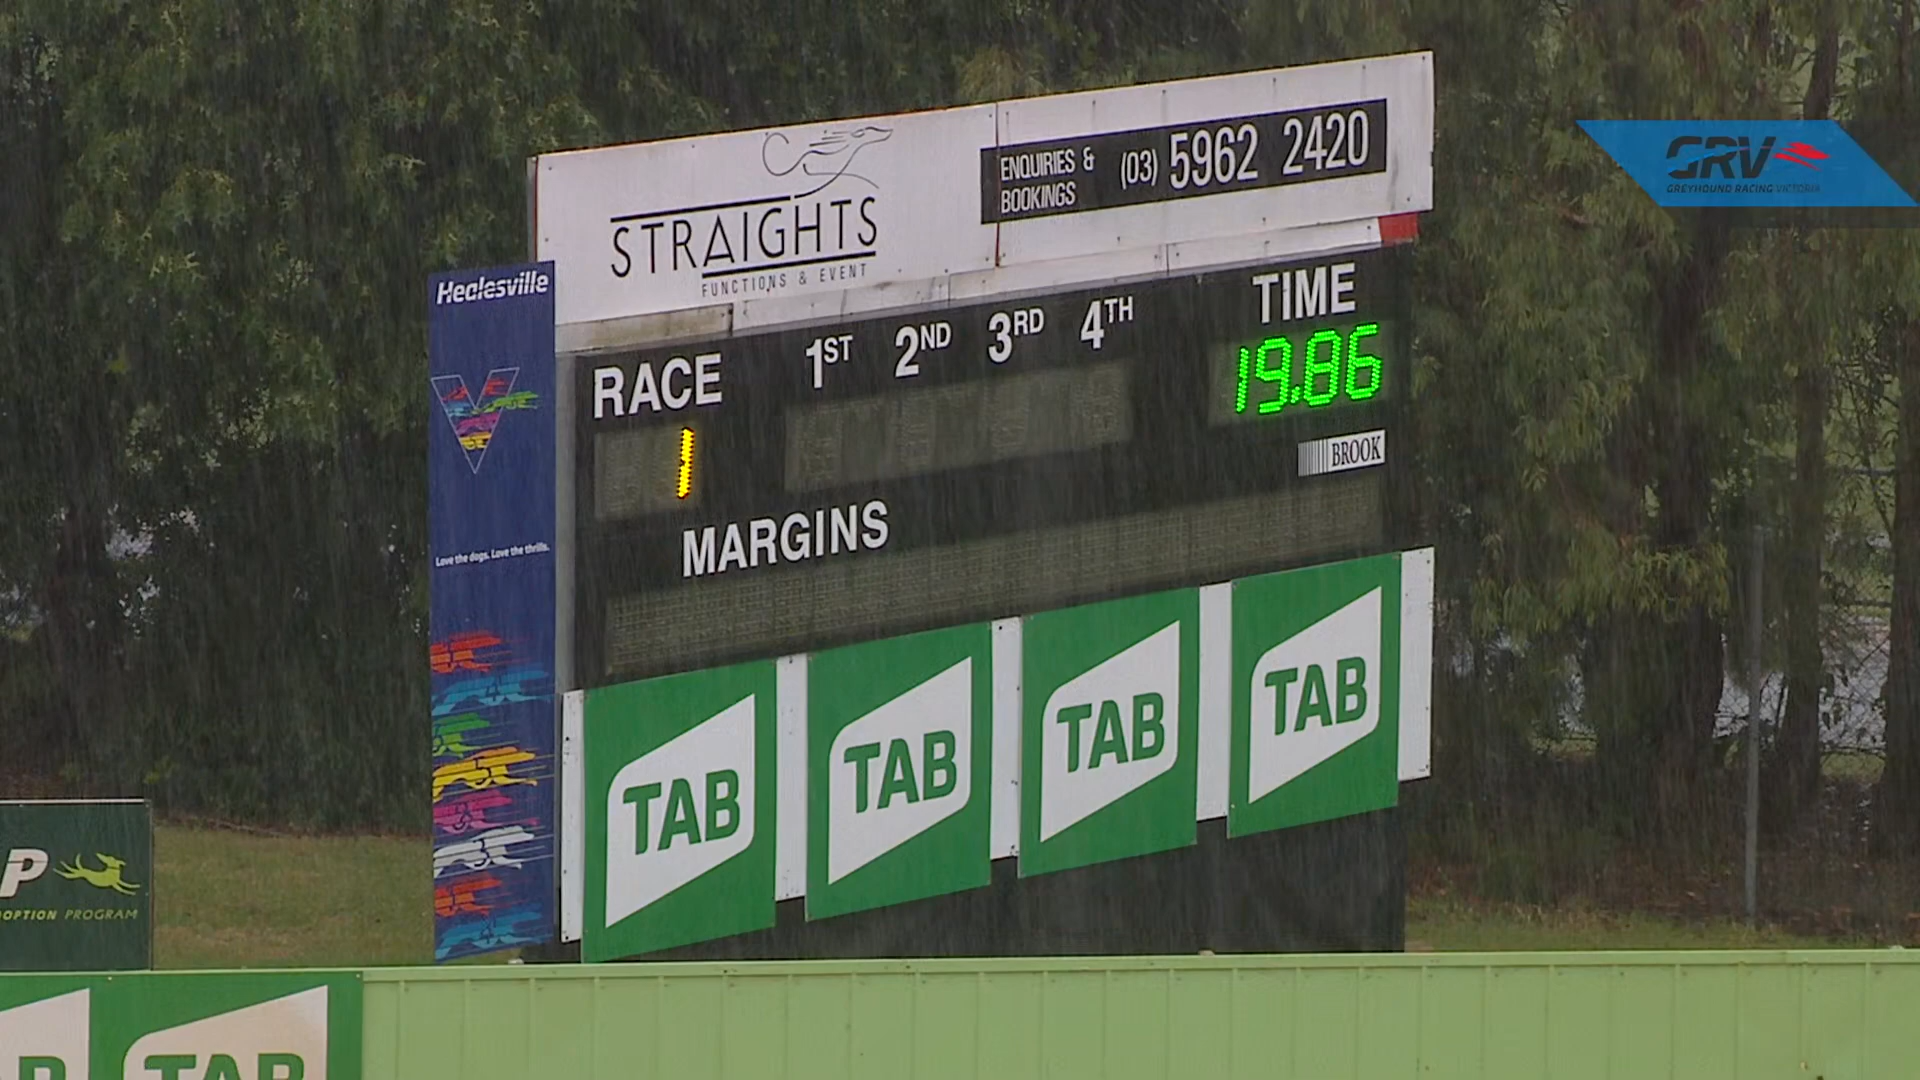 GRV
GREYHOUND RACING VICTORIA
ENQUIRIES &
BOOKINGS
(03) 5962 2420
STRAIGHTS
FUNCTIONS & EVENT
Healesville
Love the dogs. Love the thrills.
RACE 1ST 2ND 3RD 4TH TIME
1 19.86
BROOK
MARGINS
TAB TAB TAB TAB
P
OPTION PROGRAM
TAB